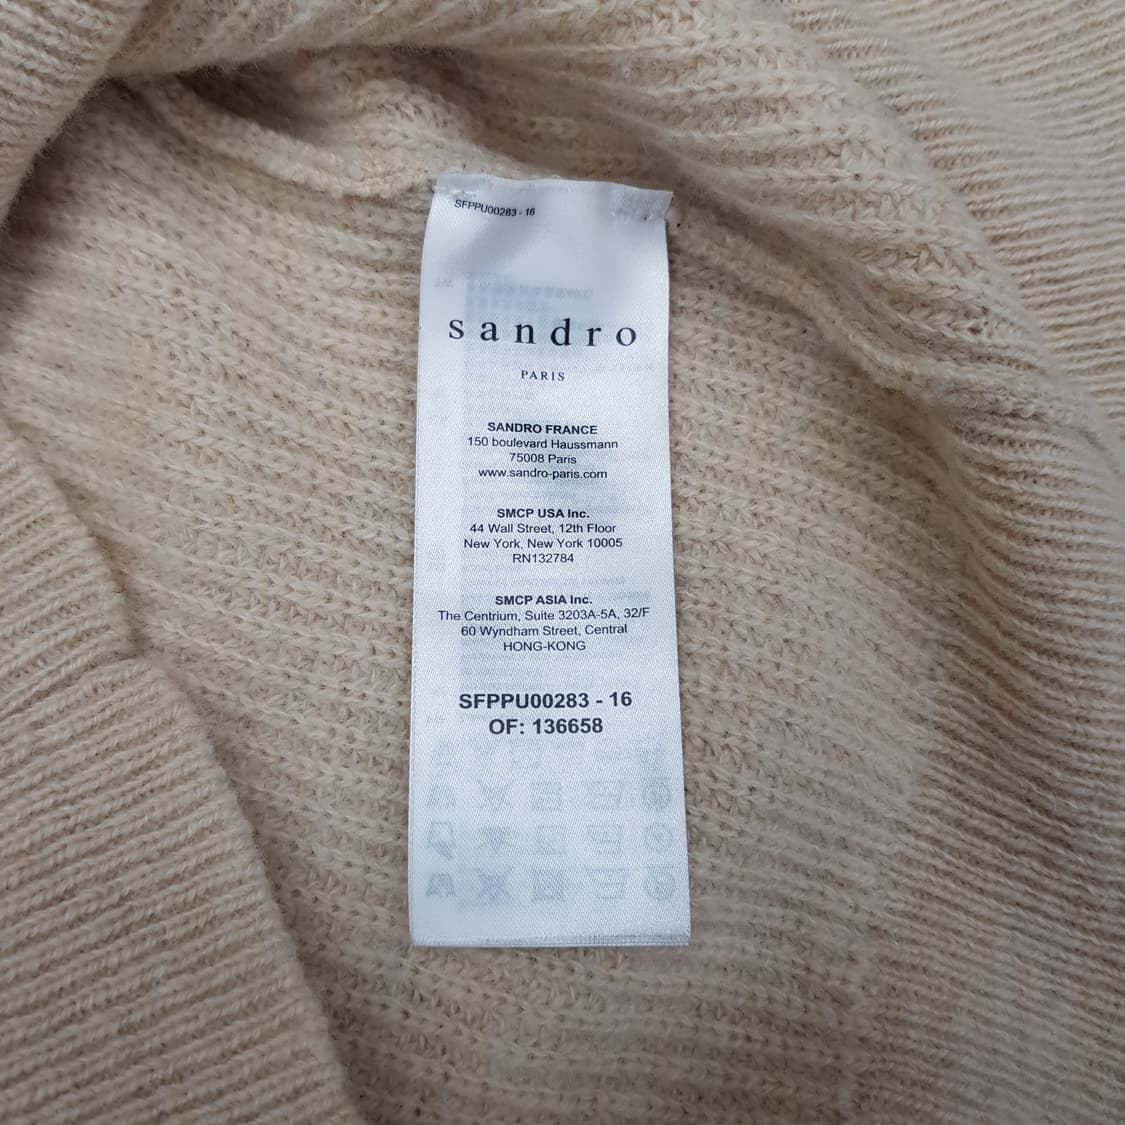 SFPPU00283 - 16
sandro
PARIS
SANDRO FRANCE
150 boulevard Haussmann
75008 Paris
www.sandro-paris.com
SMCP USA Inc.
44 Wall Street, 12th Floor
New York, New York 10005
RN132784
SMCP ASIA Inc.
The Centrium, Suite 3203A-5A, 32/F
60 Wyndham Street, Central
HONG-KONG
SFPPU00283 - 16
OF: 136658